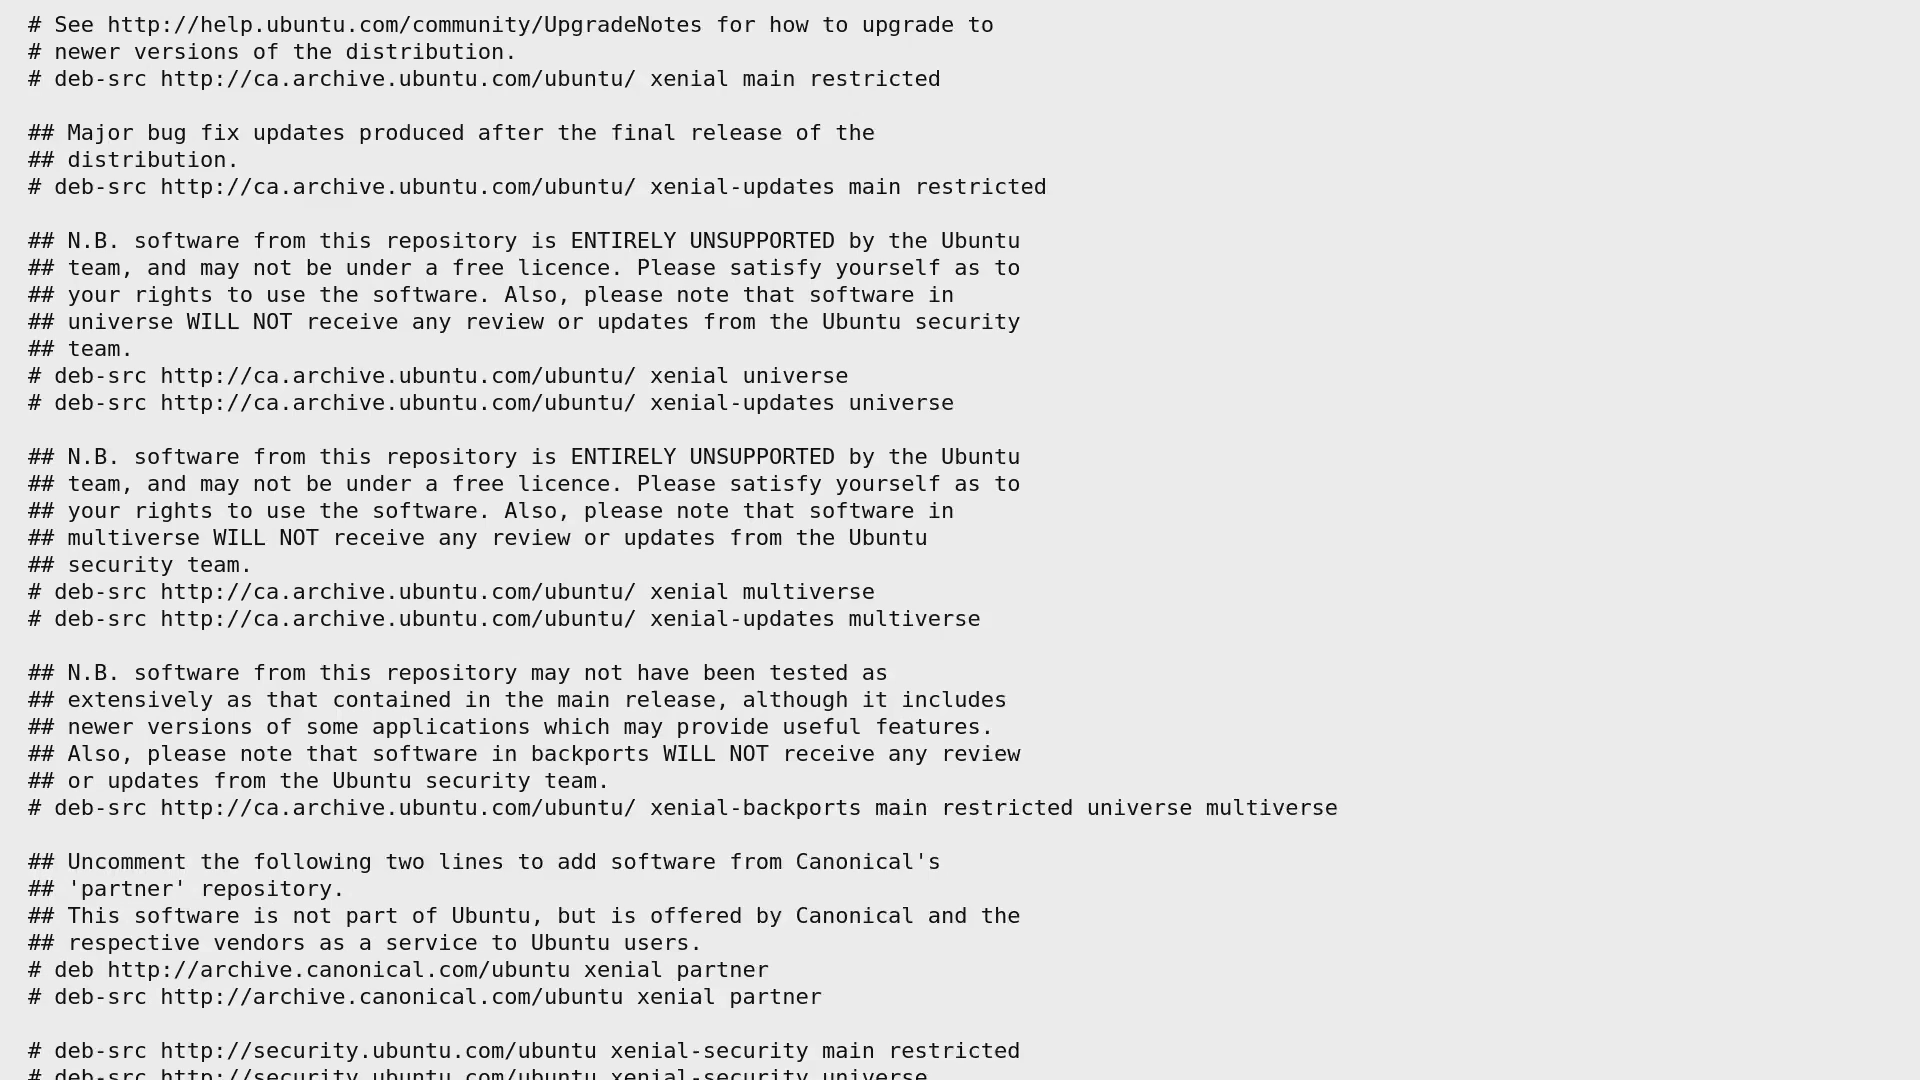 # See http://help.ubuntu.com/community/UpgradeNotes for how to upgrade to
# newer versions of the distribution.
# deb-src http://ca.archive.ubuntu.com/ubuntu/ xenial main restricted
## Major bug fix updates produced after the final release of the
## distribution.
# deb-src http://ca.archive.ubuntu.com/ubuntu/ xenial-updates main restricted
## N.B. software from this repository is ENTIRELY UNSUPPORTED by the Ubuntu
## team, and may not be under a free licence. Please satisfy yourself as to
## your rights to use the software. Also, please note that software in
## universe WILL NOT receive any review or updates from the Ubuntu security
## team.
# deb-src http://ca.archive.ubuntu.com/ubuntu/ xenial universe
# deb-src http://ca.archive.ubuntu.com/ubuntu/ xenial-updates universe
## N.B. software from this repository is ENTIRELY UNSUPPORTED by the Ubuntu
## team, and may not be under a free licence. Please satisfy yourself as to
## your rights to use the software. Also, please note that software in
## multiverse WILL NOT receive any review or updates from the Ubuntu
## security team.
# deb-src http://ca.archive.ubuntu.com/ubuntu/ xenial multiverse
# deb-src http://ca.archive.ubuntu.com/ubuntu/ xenial-updates multiverse
## N.B. software from this repository may not have been tested as
## extensively as that contained in the main release, although it includes
## newer versions of some applications which may provide useful features.
## Also, please note that software in backports WILL NOT receive any review
## or updates from the Ubuntu security team.
# deb-src http://ca.archive.ubuntu.com/ubuntu/ xenial-backports main restricted universe multiverse
## Uncomment the following two lines to add software from Canonical's
## 'partner' repository.
## This software is not part of Ubuntu, but is offered by Canonical and the
## respective vendors as a service to Ubuntu users.
# deb http://archive.canonical.com/ubuntu xenial partner
# deb-src http://archive.canonical.com/ubuntu xenial partner
# deb-src http://security.ubuntu.com/ubuntu xenial-security main restricted
# deb-src http://security.ubuntu.com/ubuntu xenial-security universe